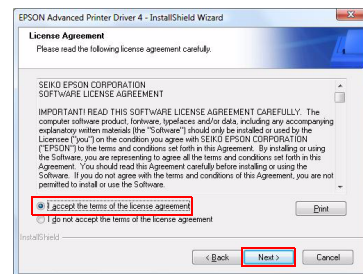 EPSON Advanced Printer Driver 4 - InstallShield Wizard
License Agreement
Please read the following license agreement carefully.
SEIKO EPSON CORPORATION
SOFTWARE LICENSE AGREEMENT
IMPORTANT! READ THIS SOFTWARE LICENSE AGREEMENT CAREFULLY. The
computer software product, fontware, typefaces and/or data, including any accompanying
explanatory written materials (the "Software") should only be installed or used by the
Licensee ("you") on the condition you agree with SEIKO EPSON CORPORATION
("EPSON") to the terms and conditions set forth in this Agreement. By installing or using
the Software, you are representing to agree all the terms and conditions set forth in this
Agreement. You should read this Agreement carefully before installing or using the
Software. If you do not agree with the terms and conditions of this Agreement, you are not
permitted to install or use the Software.
I accept the terms of the license agreement
Print
I do not accept the terms of the license agreement
InstallShield
< Back
Next >
Cancel